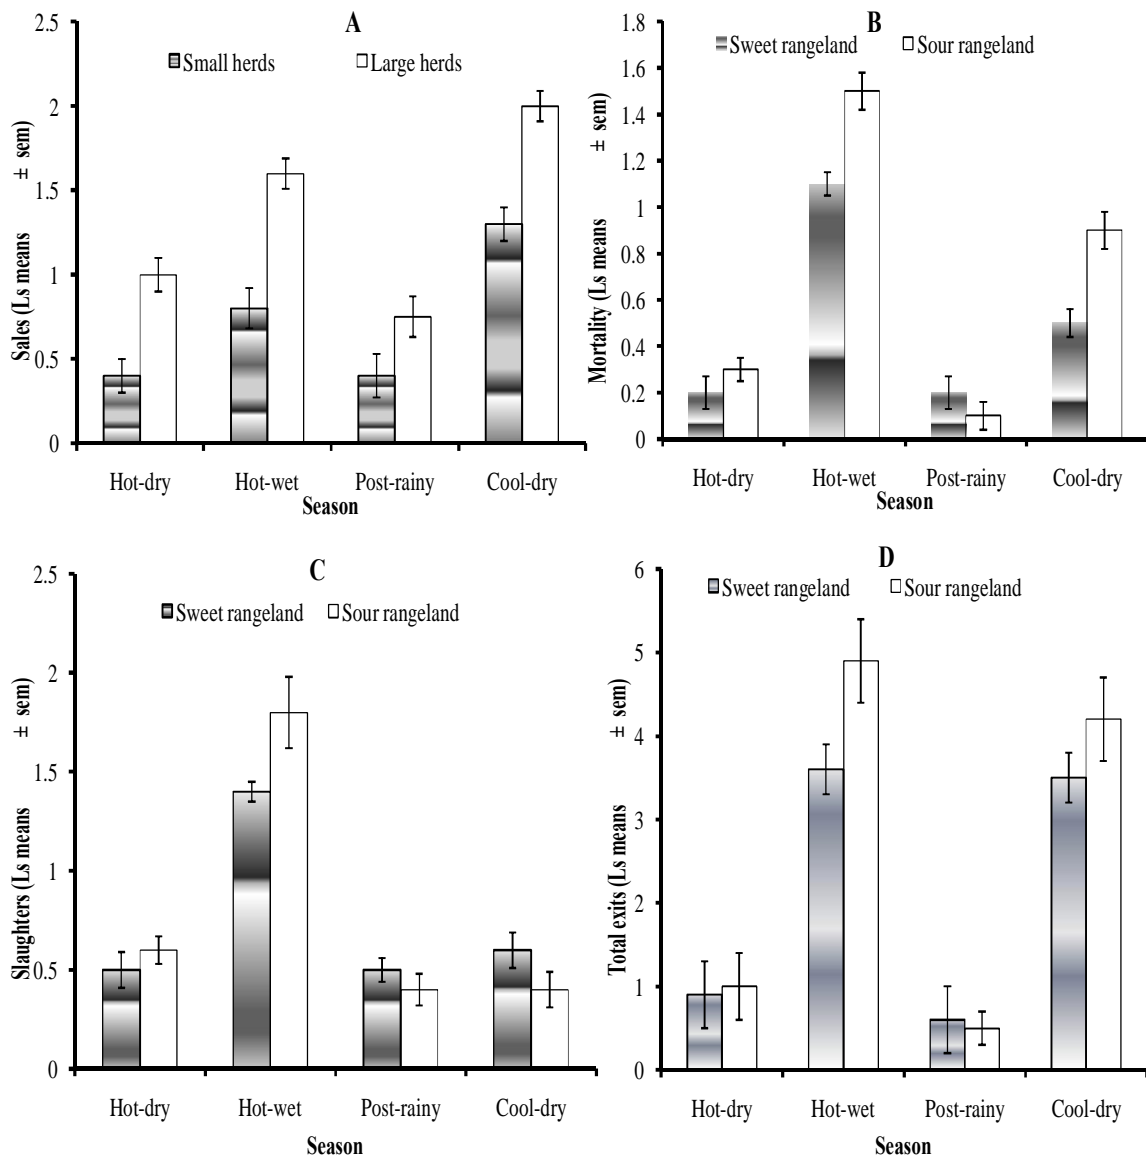 A
Small herds Large herds
Sales (Ls means ± sem)
2.5
2
1.5
1
0.5
0
Hot-dry Hot-wet Post-rainy Cool-dry
Season
B
Sweet rangeland Sour rangeland
Mortality (Ls means ± sem)
1.8
1.6
1.4
1.2
1
0.8
0.6
0.4
0.2
0
Hot-dry Hot-wet Post-rainy Cool-dry
Season
C
Sweet rangeland Sour rangeland
Slaughters (Ls means ± sem)
2.5
2
1.5
1
0.5
0
Hot-dry Hot-wet Post-rainy Cool-dry
Season
D
Sweet rangeland Sour rangeland
Total exits (Ls means ± sem)
6
5
4
3
2
1
0
Hot-dry Hot-wet Post-rainy Cool-dry
Season